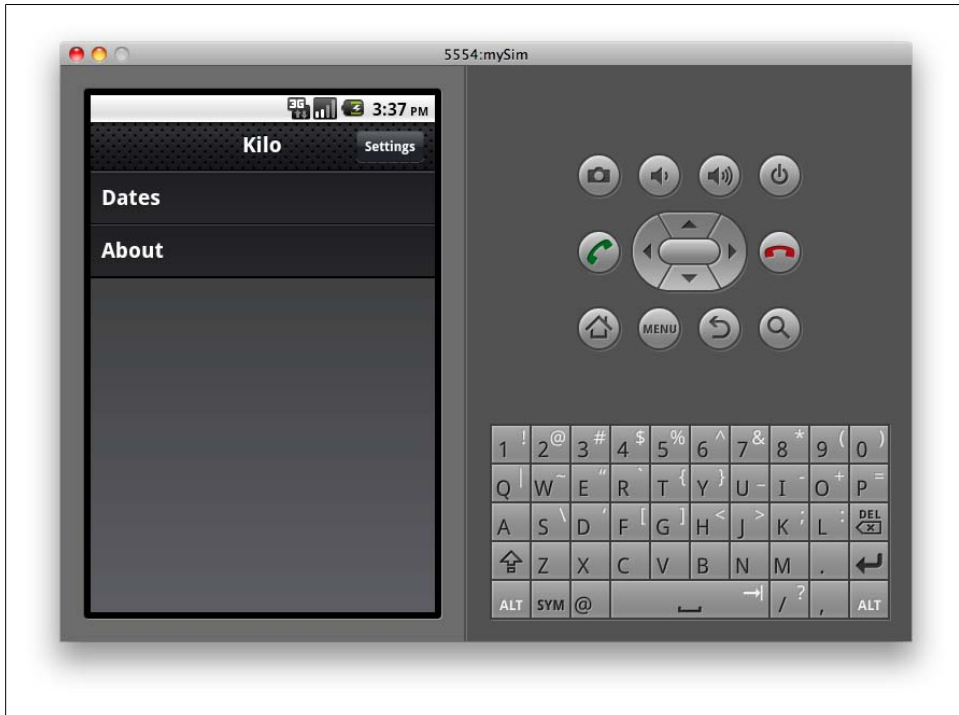 5554:mySim
3G 3:37 PM
Kilo Settings
Dates
About
MENU
1 ! 2 @ 3 # 4 $ 5 % 6 ^ 7 & 8 * 9 ( 0 )
Q | W ~ E " R ` T { Y } U - I - O + P =
A S \ D ' F [ G ] H < J > K ; L : DEL
Z X C V B N M .
ALT SYM @ / ? , ALT